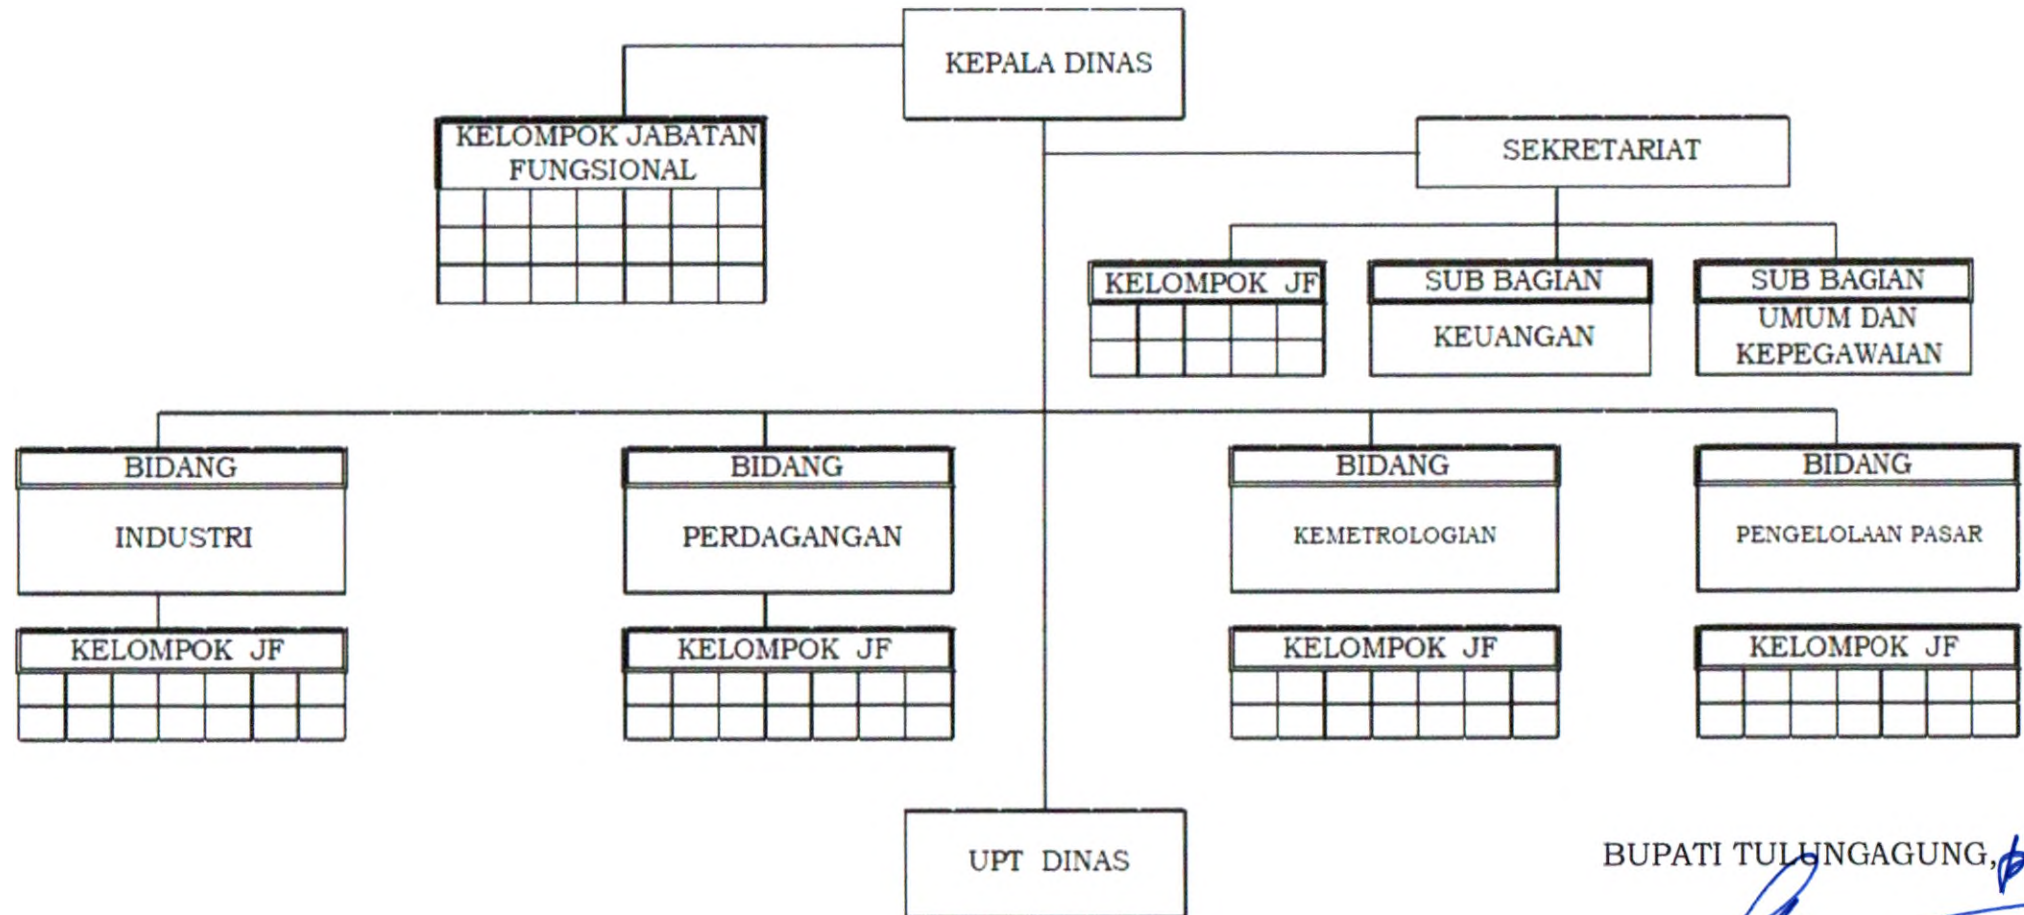 KEPALA DINAS
KELOMPOK JABATAN
FUNGSIONAL
SEKRETARIAT
KELOMPOK JF
SUB BAGIAN
KEUANGAN
SUB BAGIAN
UMUM DAN
KEPEGAWAIAN
BIDANG
INDUSTRI
KELOMPOK JF
BIDANG
PERDAGANGAN
KELOMPOK JF
BIDANG
KEMETROLOGIAN
KELOMPOK JF
BIDANG
PENGELOLAAN PASAR
KELOMPOK JF
UPT DINAS
BUPATI TULUNGAGUNG,